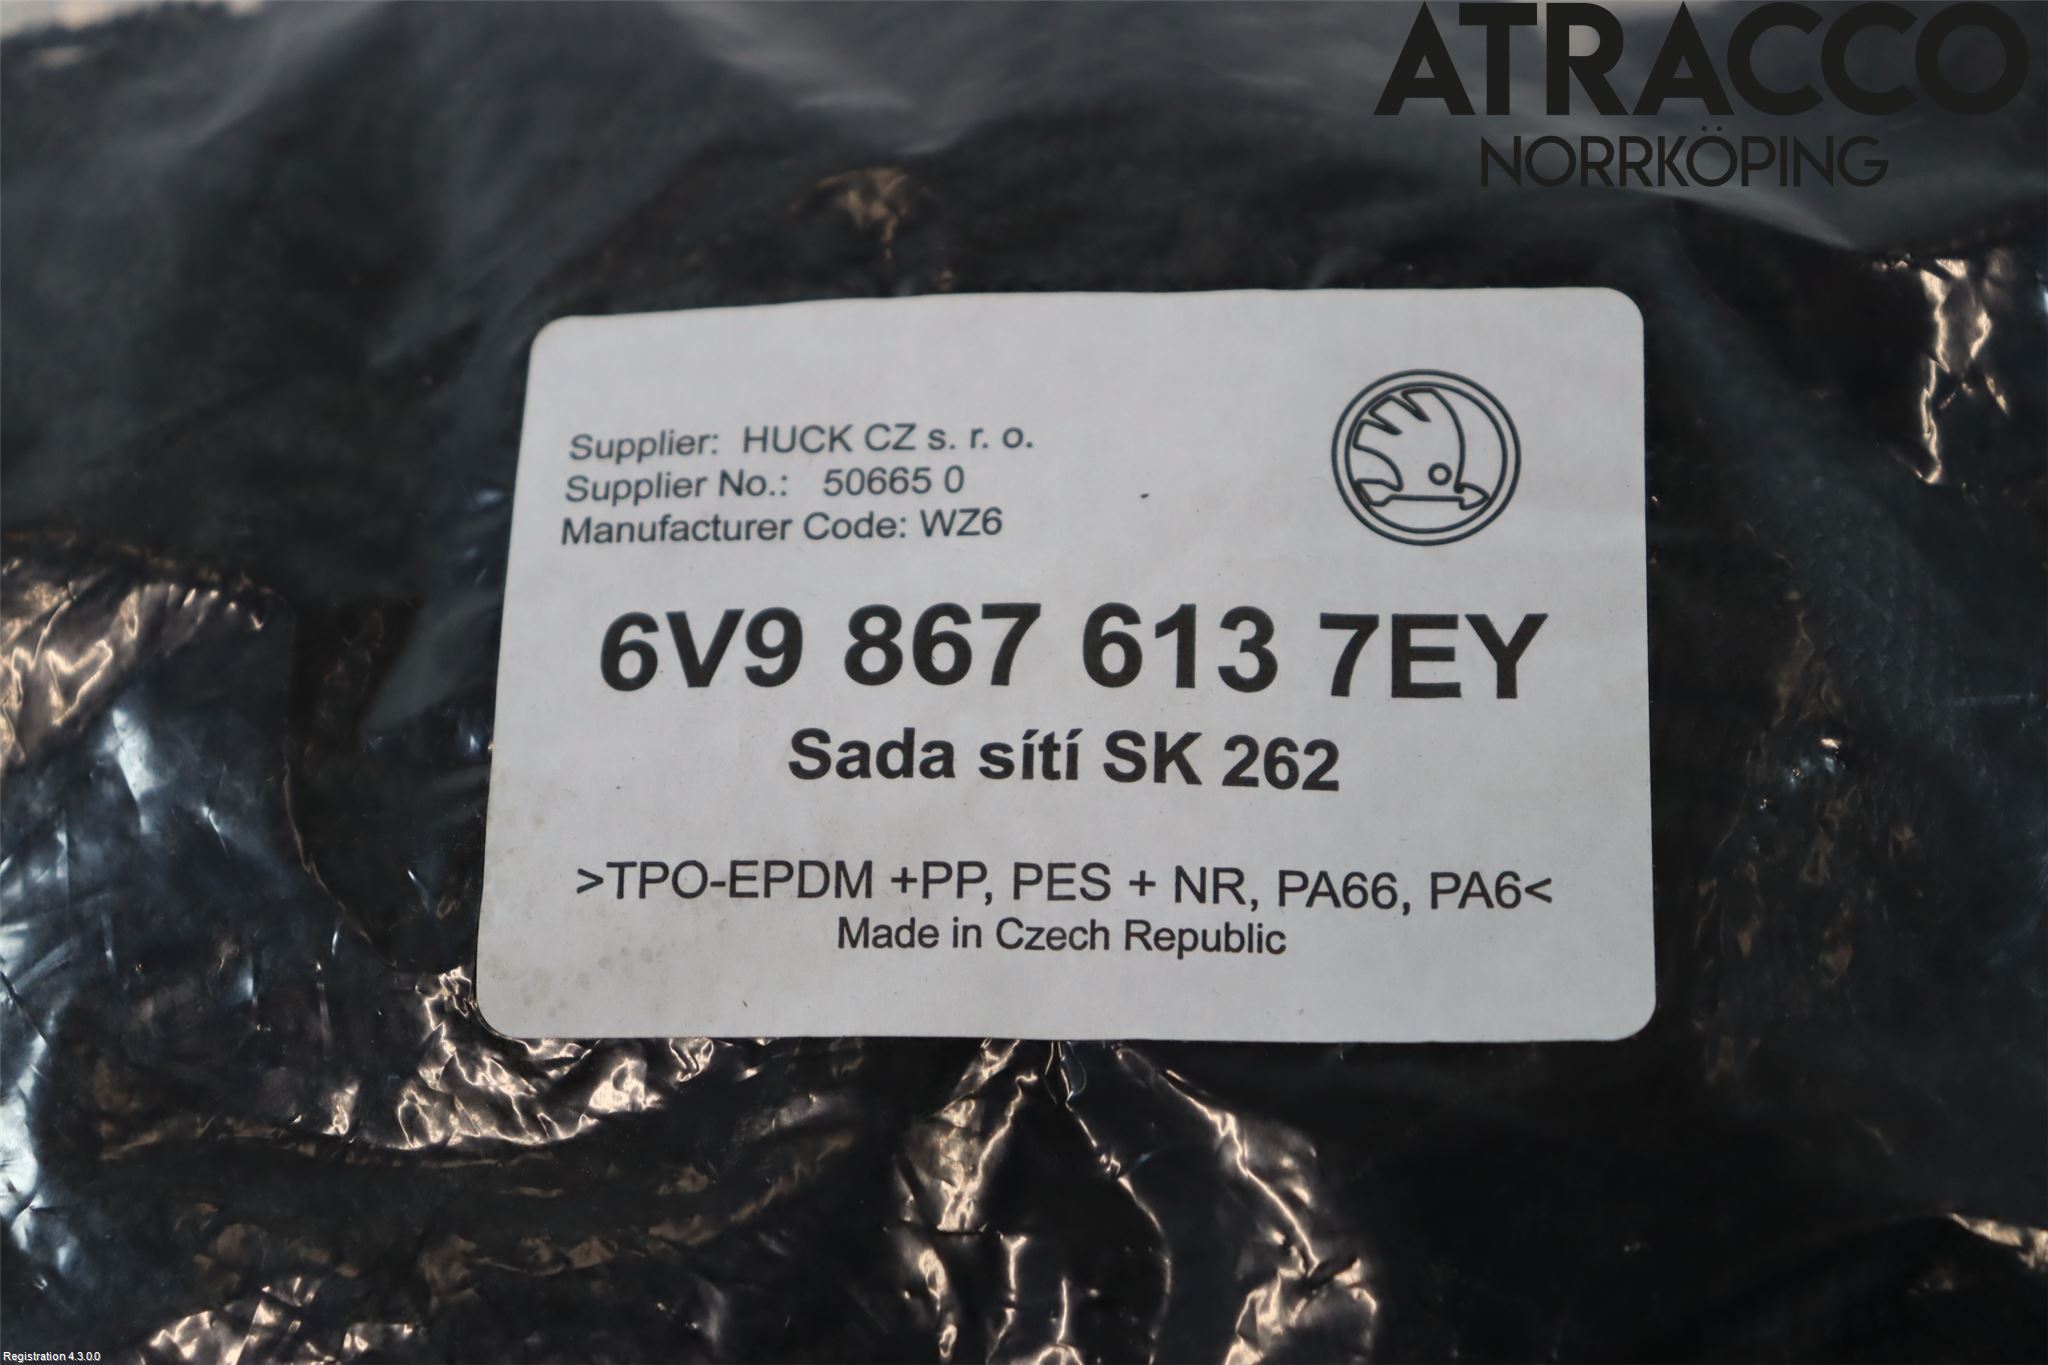 ATRACCO
NORRKÖPING
Supplier: HUCK CZ s. r. o.
Supplier No.: 50665 0
Manufacturer Code: WZ6
6V9 867 613 7EY
Sada sítí SK 262
>TPO-EPDM +PP, PES + NR, PA66, PA6<
Made in Czech Republic
Registration 4.3.0.0